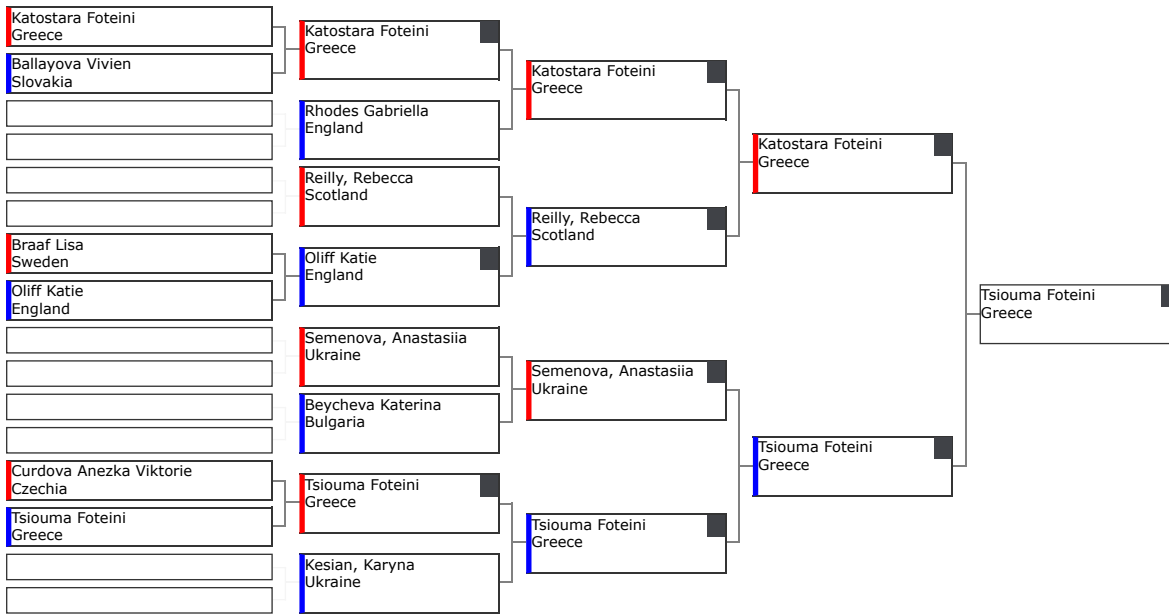 Katostara Foteini
Greece
Ballayova Vivien
Slovakia
Braaf Lisa
Sweden
Oliff Katie
England
Curdova Anezka Viktorie
Czechia
Tsiouma Foteini
Greece
Katostara Foteini
Greece
Rhodes Gabriella
England
Reilly, Rebecca
Scotland
Oliff Katie
England
Semenova, Anastasiia
Ukraine
Beycheva Katerina
Bulgaria
Tsiouma Foteini
Greece
Kesian, Karyna
Ukraine
Katostara Foteini
Greece
Reilly, Rebecca
Scotland
Semenova, Anastasiia
Ukraine
Tsiouma Foteini
Greece
Katostara Foteini
Greece
Tsiouma Foteini
Greece
Tsiouma Foteini
Greece